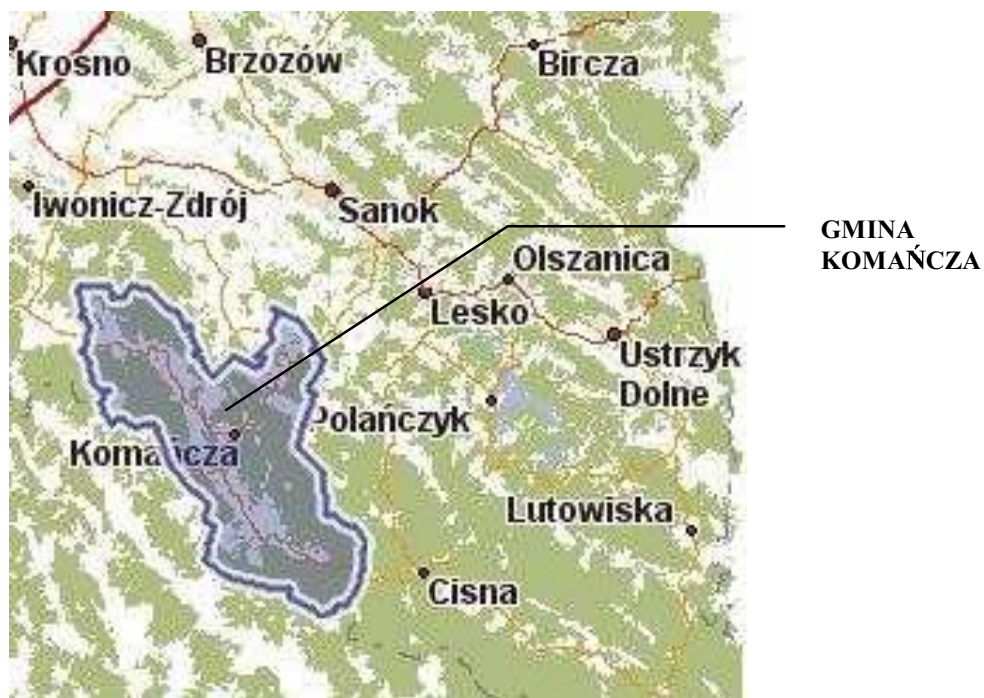 Krosno
Brzozów
Bircza
Iwonicz-Zdrój
Sanok
GMINA
KOMAŃCZA
Olszanica
Lesko
Ustrzyk
Dolne
Polańczyk
Komańcza
Lutowiska
Cisna